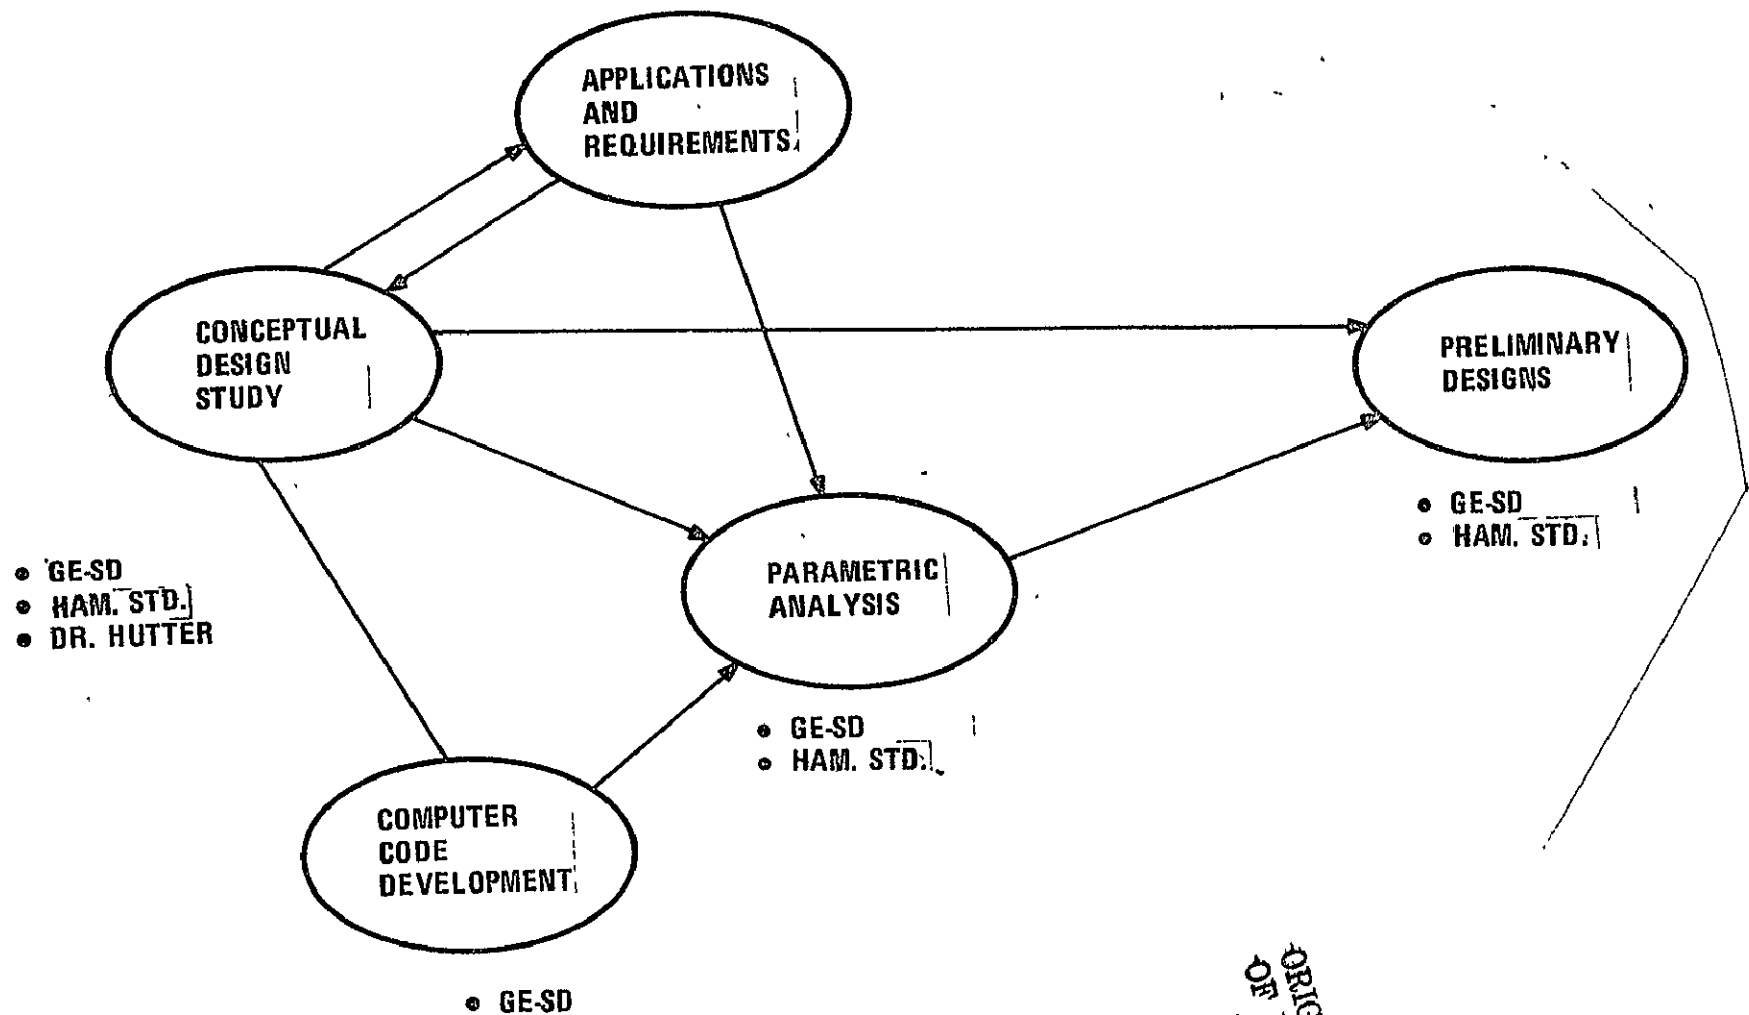 APPLICATIONS
AND
REQUIREMENTS
CONCEPTUAL
DESIGN
STUDY
PRELIMINARY
DESIGNS
• GE-SD
• HAM. STD.
• GE-SD
• HAM. STD.
• DR. HUTTER
PARAMETRIC
ANALYSIS
• GE-SD
• HAM. STD.
COMPUTER
CODE
DEVELOPMENT
• GE-SD
OF